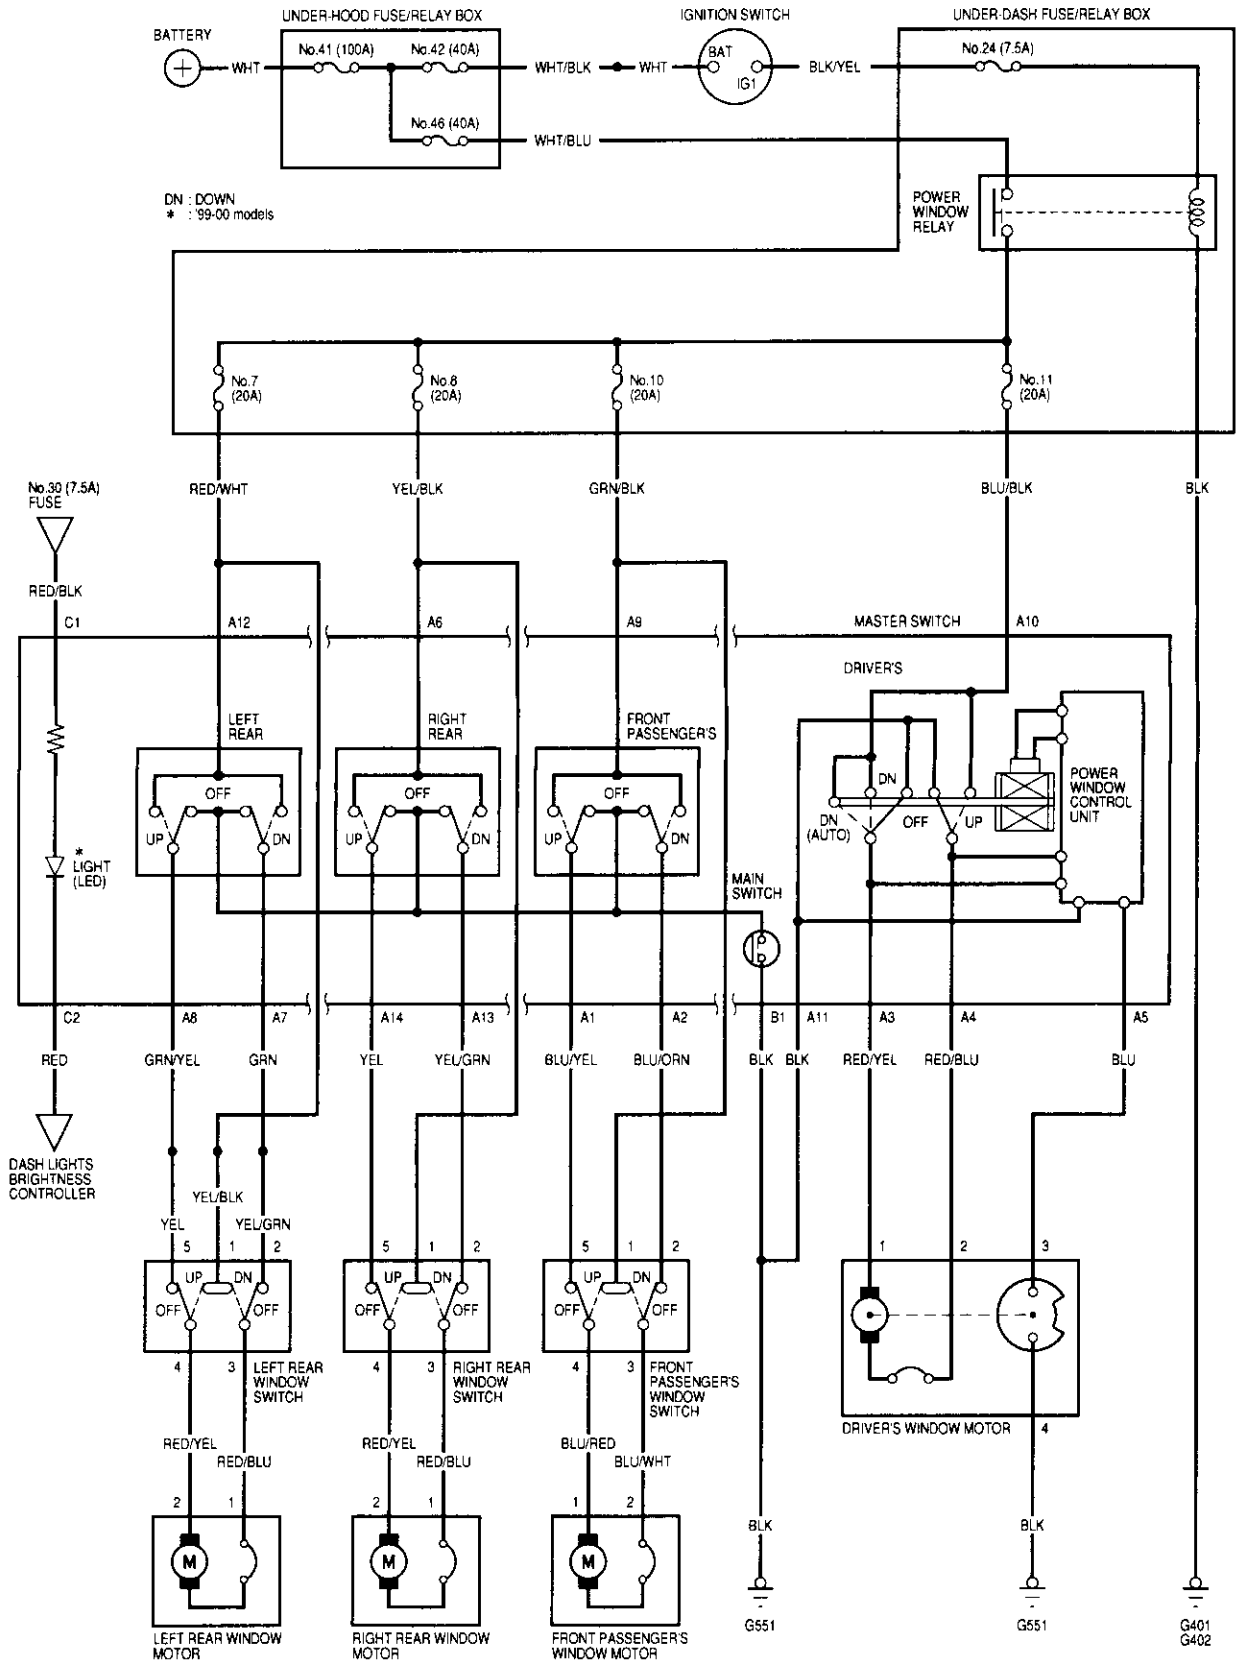 UNDER-HOOD FUSE/RELAY BOX
IGNITION SWITCH
UNDER-DASH FUSE/RELAY BOX
BATTERY
No.41 (100A)
No.42 (40A)
BAT
No.24 (7.5A)
WHT
WHT/BLK
WHT
BLK/YEL
IG1
No.46 (40A)
WHT/BLU
DN : DOWN
* : '99-00 models
POWER
WINDOW
RELAY
No.7
(20A)
No.8
(20A)
No.10
(20A)
No.11
(20A)
No.30 (7.5A)
FUSE
RED/WHT
YEL/BLK
GRN/BLK
BLU/BLK
BLK
RED/BLK
C1
A12
A6
A9
MASTER SWITCH
A10
DRIVER'S
LEFT
REAR
RIGHT
REAR
FRONT
PASSENGER'S
OFF
UP
DN
OFF
UP
DN
OFF
UP
DN
DN
DN
(AUTO)
OFF
UP
POWER
WINDOW
CONTROL
UNIT
*
LIGHT
(LED)
MAIN
SWITCH
C2
A8
A7
A14
A13
A1
A2
B1
A11
A3
A4
A5
RED
GRN/YEL
GRN
YEL
YEL/GRN
BLU/YEL
BLU/ORN
BLK
BLK
RED/YEL
RED/BLU
BLU
DASH LIGHTS
BRIGHTNESS
CONTROLLER
YEL/BLK
YEL
YEL/GRN
5
1
2
5
1
2
5
1
2
1
2
3
UP
DN
OFF
OFF
UP
DN
OFF
OFF
UP
DN
OFF
OFF
4
3
LEFT REAR
WINDOW
SWITCH
4
3
RIGHT REAR
WINDOW
SWITCH
4
3
FRONT
PASSENGER'S
WINDOW
SWITCH
DRIVER'S WINDOW MOTOR
4
RED/YEL
RED/BLU
RED/YEL
RED/BLU
BLU/RED
BLU/WHT
2
1
2
1
1
2
BLK
BLK
M
M
M
G551
G551
G401
G402
LEFT REAR WINDOW
MOTOR
RIGHT REAR WINDOW
MOTOR
FRONT PASSENGER'S
WINDOW MOTOR